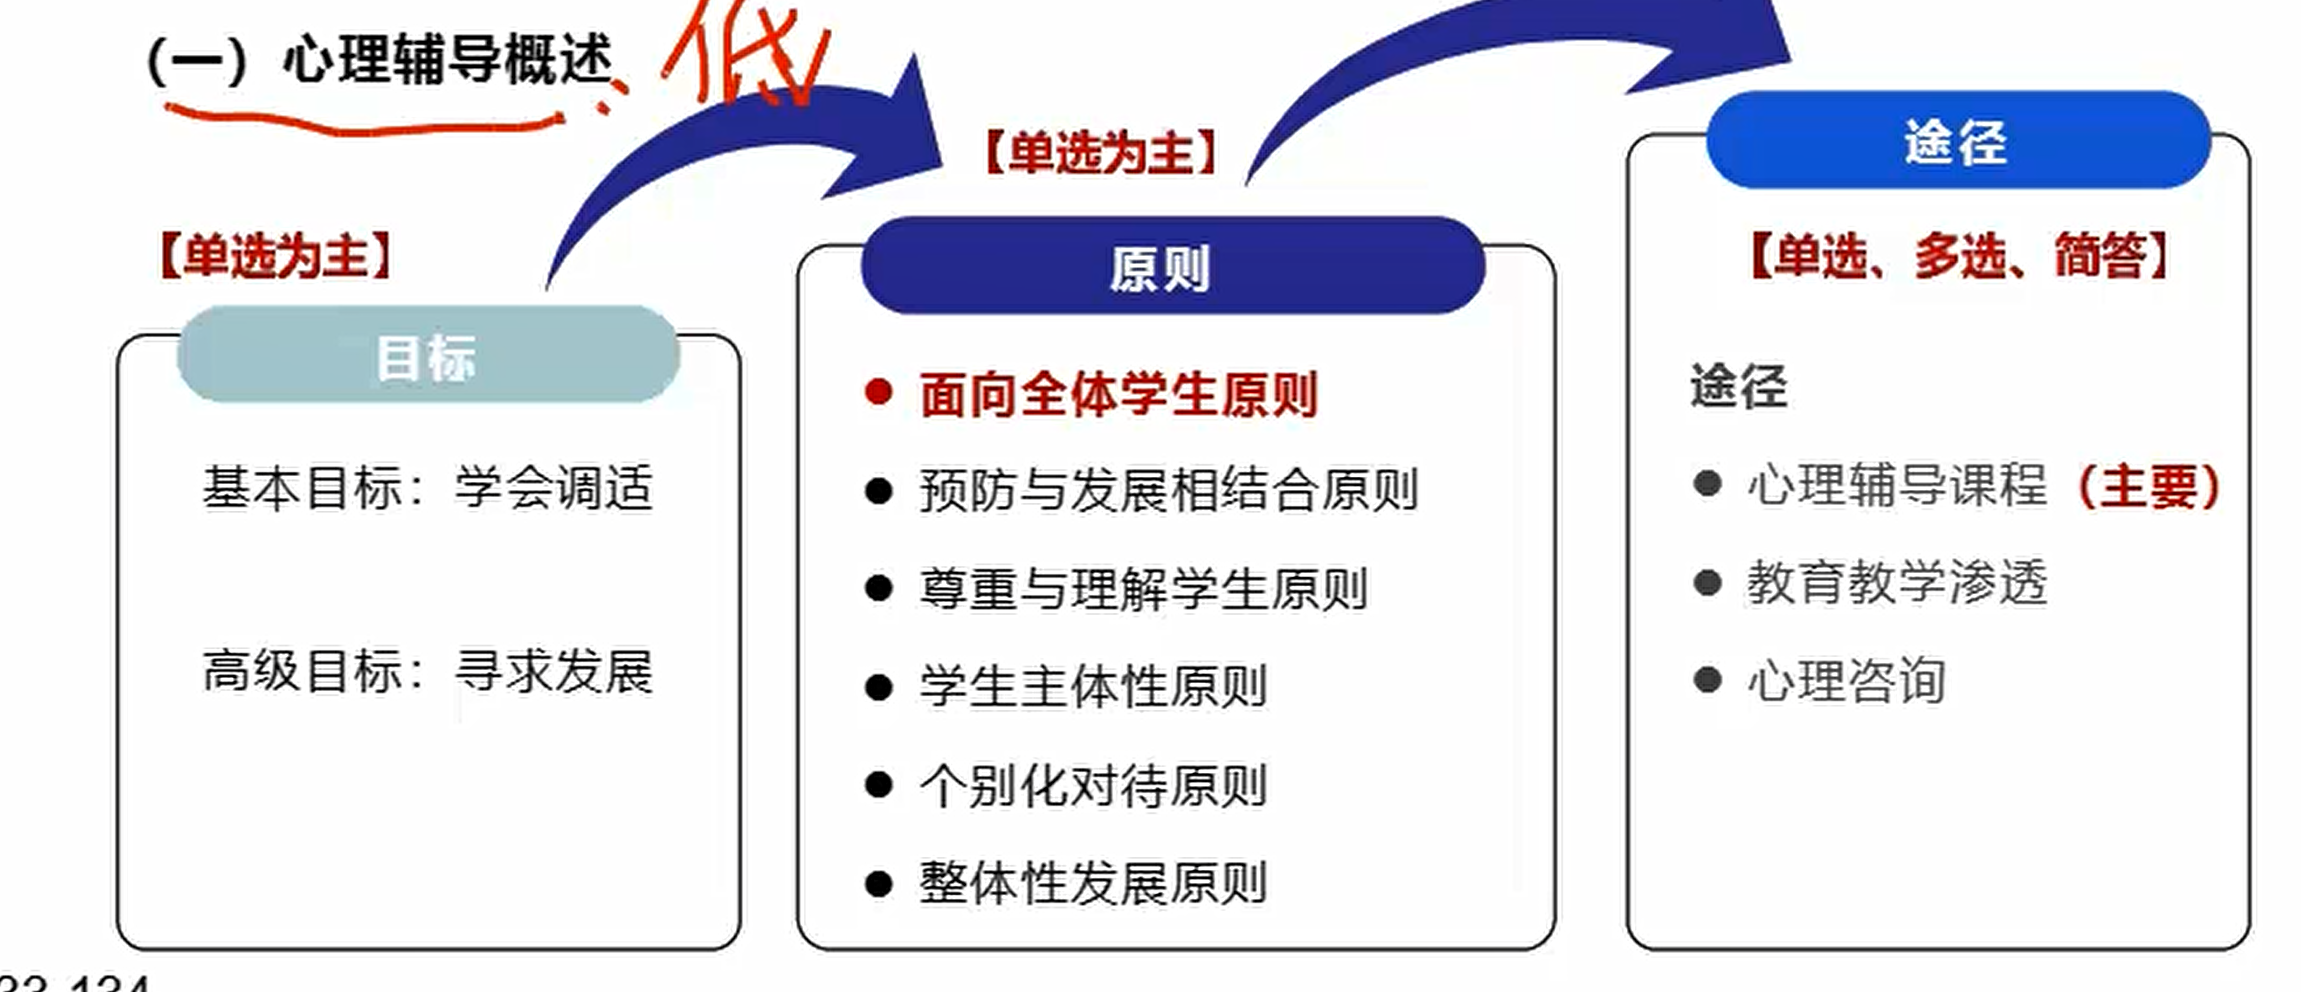 （一）心理辅导概述
：低
【单选为主】
目标
基本目标：学会调适
高级目标：寻求发展
【单选为主】
原则
● 面向全体学生原则
● 预防与发展相结合原则
● 尊重与理解学生原则
● 学生主体性原则
● 个别化对待原则
● 整体性发展原则
途径
【单选、多选、简答】
途径
● 心理辅导课程（主要）
● 教育教学渗透
● 心理咨询
33-134